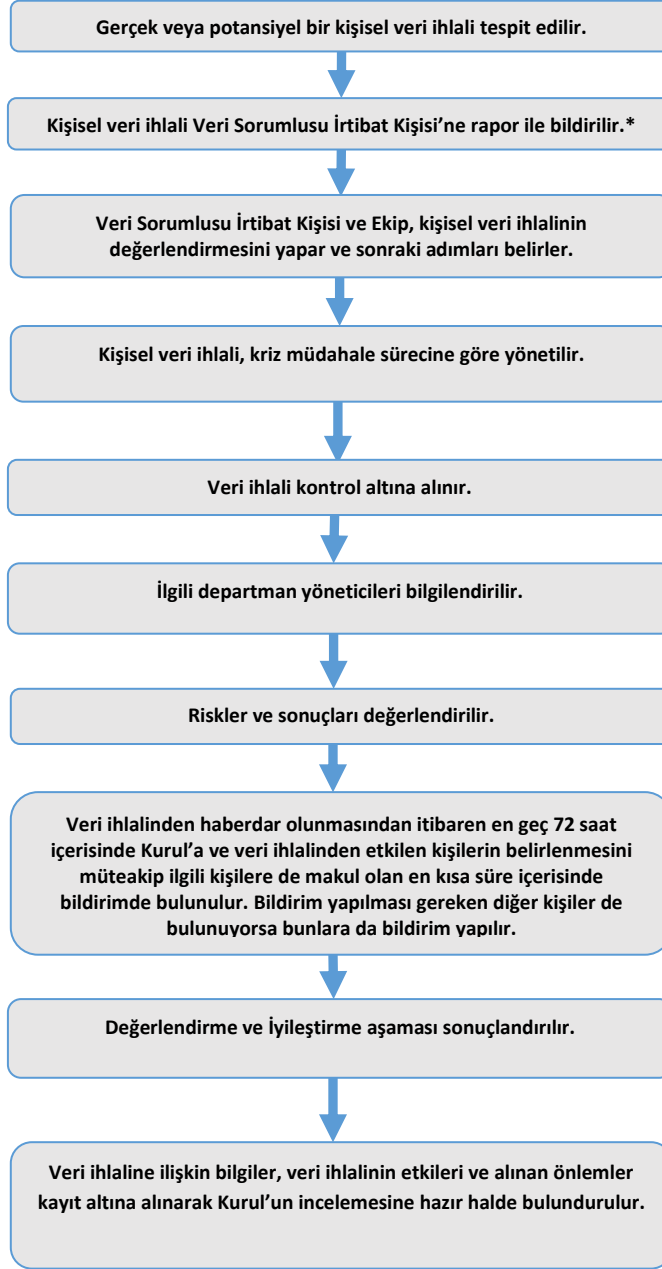 Gerçek veya potansiyel bir kişisel veri ihlali tespit edilir.
Kişisel veri ihlali Veri Sorumlusu İrtibat Kişisi’ne rapor ile bildirilir.*
Veri Sorumlusu İrtibat Kişisi ve Ekip, kişisel veri ihlalinin
değerlendirmesini yapar ve sonraki adımları belirler.
Kişisel veri ihlali, kriz müdahale sürecine göre yönetilir.
Veri ihlali kontrol altına alınır.
İlgili departman yöneticileri bilgilendirilir.
Riskler ve sonuçları değerlendirilir.
Veri ihlalinden haberdar olunmasından itibaren en geç 72 saat
içerisinde Kurul’a ve veri ihlalinden etkilen kişilerin belirlenmesini
müteakip ilgili kişilere de makul olan en kısa süre içerisinde
bildirimde bulunulur. Bildirim yapılması gereken diğer kişiler de
bulunuyorsa bunlara da bildirim yapılır.
Değerlendirme ve İyileştirme aşaması sonuçlandırılır.
Veri ihlaline ilişkin bilgiler, veri ihlalinin etkileri ve alınan önlemler
kayıt altına alınarak Kurul’un incelemesine hazır halde bulundurulur.